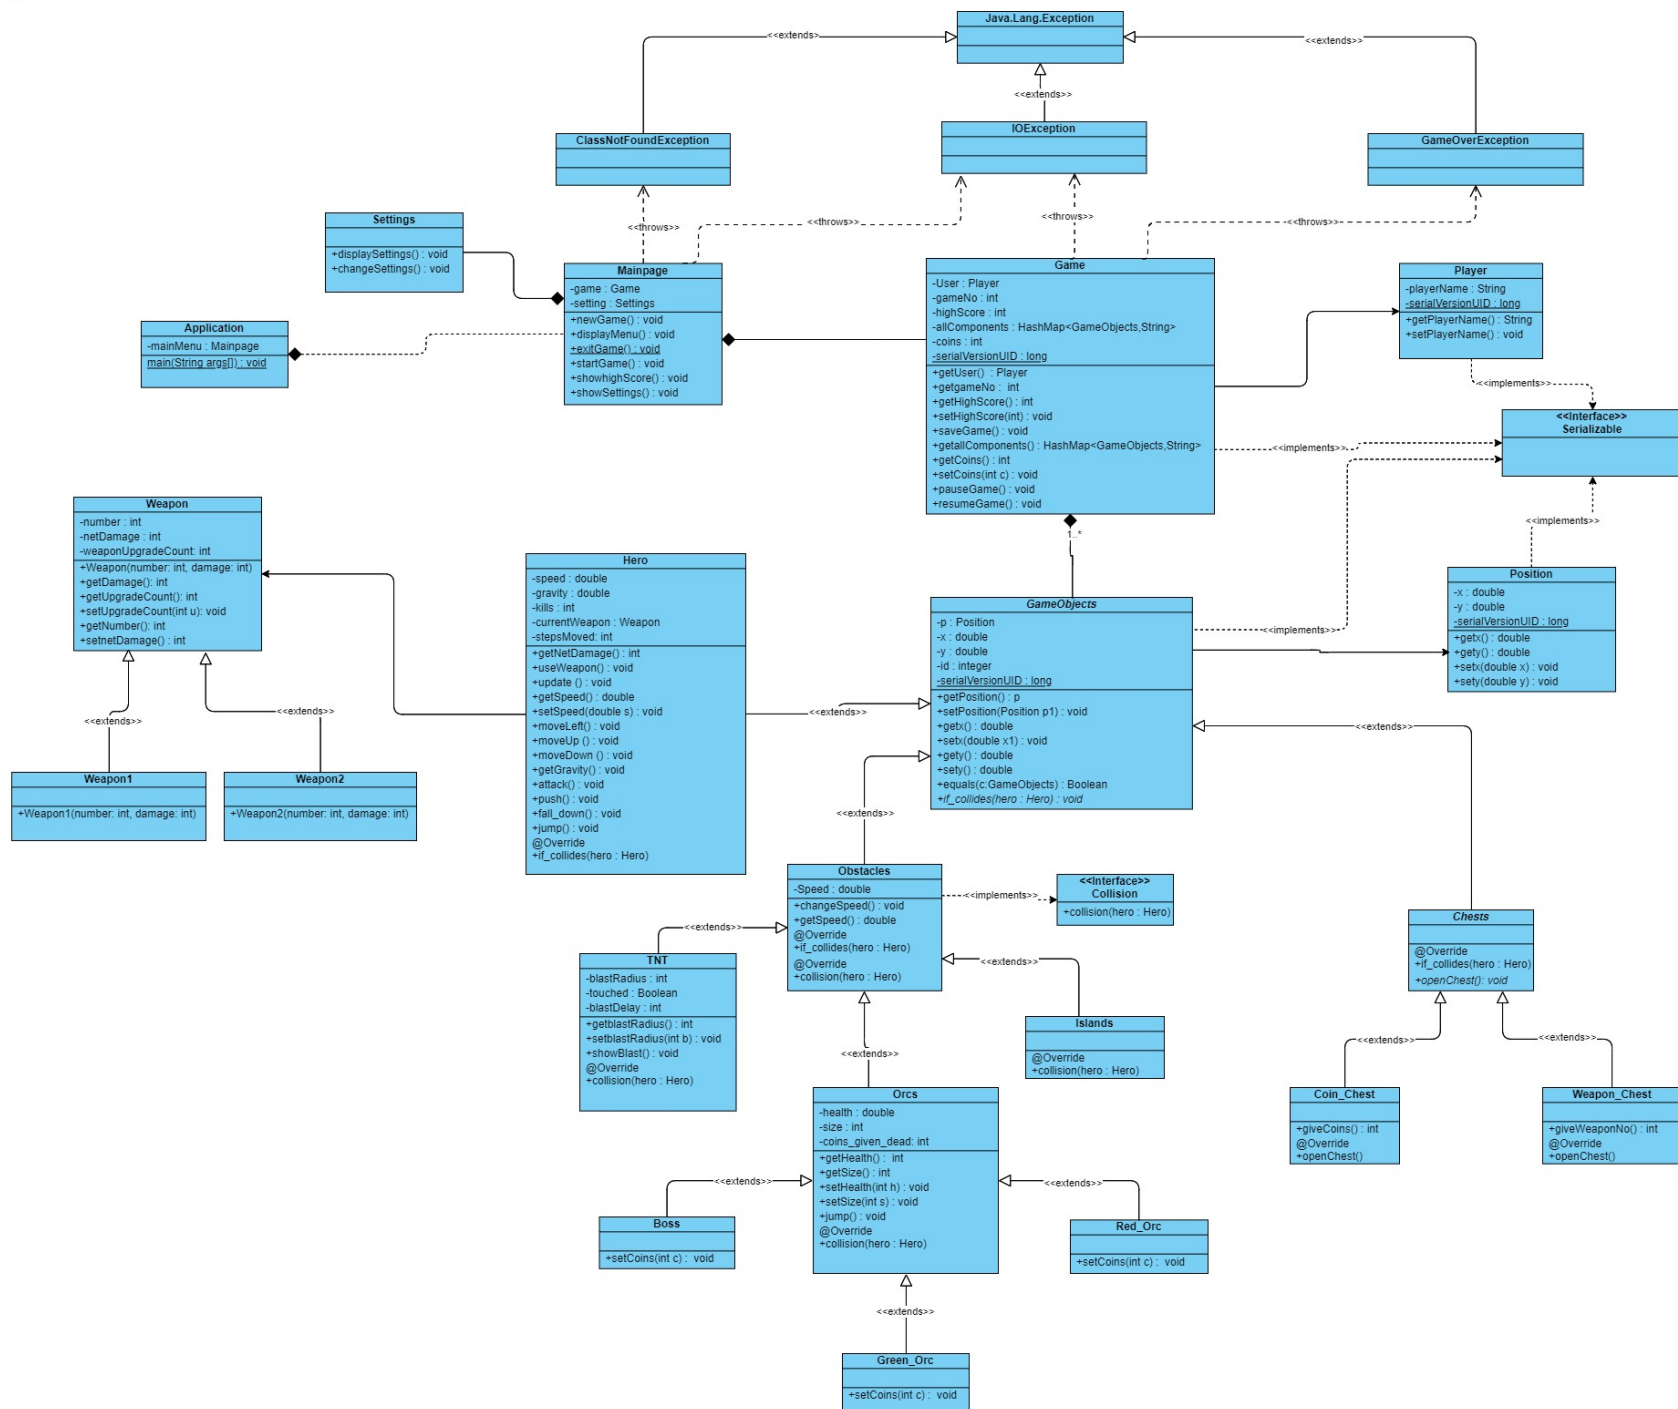 Java.Lang.Exception
<<extends>
<<extends>>
<<extends>>
ClassNotFoundException
IOException
GameOverException
<<throws>>
<<throws>>
<<throws>>
<<throws>>
Settings
+displaySettings() : void
+changeSettings() : void
Mainpage
-game : Game
-setting : Settings
+newGame() : void
+displayMenu() : void
+exitGame() : void
+startGame() : void
+showhighScore() : void
+showSettings() : void
Application
-mainMenu : Mainpage
main(String args[]) : void
Game
-User : Player
-gameNo : int
-highScore : int
-allComponents : HashMap<GameObjects,String>
-coins : int
-serialVersionUID : long
+getUser() : Player
+getgameNo : int
+getHighScore() : int
+setHighScore(int) : void
+saveGame() : void
+getallComponents() : HashMap<GameObjects,String>
+getCoins() : int
+setCoins(int c) : void
+pauseGame() : void
+resumeGame() : void
Player
-playerName : String
-serialVersionUID : long
+getPlayerName() : String
+setPlayerName() : void
<<implements>>
<<Interface>>
Serializable
<<implements>>
<<implements>>
1..*
Weapon
-number : int
-netDamage : int
-weaponUpgradeCount: int
+Weapon(number: int, damage: int)
+getDamage(): int
+getUpgradeCount(): int
+setUpgradeCount(int u): void
+getNumber(): int
+setnetDamage() : int
<<extends>>
<<extends>>
Weapon1
+Weapon1(number: int, damage: int)
Weapon2
+Weapon2(number: int, damage: int)
Hero
-speed : double
-gravity : double
-kills : int
-currentWeapon : Weapon
-stepsMoved: int
+getNetDamage() : int
+useWeapon() : void
+update () : void
+getSpeed() : double
+setSpeed(double s) : void
+moveLeft() : void
+moveUp () : void
+moveDown () : void
+getGravity() : void
+attack() : void
+push() : void
+fall_down() : void
+jump() : void
@Override
+if_collides(hero : Hero)
<<extends>>
GameObjects
-p : Position
-x : double
-y : double
-id : integer
-serialVersionUID : long
+getPosition() : p
+setPosition(Position p1) : void
+getx() : double
+setx(double x1) : void
+gety() : double
+sety() : double
+equals(c:GameObjects) : Boolean
+if_collides(hero : Hero) : void
<<implements>>
Position
-x : double
-y : double
-serialVersionUID : long
+getx() : double
+gety() : double
+setx(double x) : void
+sety(double y) : void
<<extends>>
<<extends>>
Obstacles
-Speed : double
+changeSpeed() : void
+getSpeed() : double
@Override
+if_collides(hero : Hero)
@Override
+collision(hero : Hero)
<<implements>>
<<Interface>>
Collision
+collision(hero : Hero)
<<extends>>
TNT
-blastRadius : int
-touched : Boolean
-blastDelay : int
+getblastRadius() : int
+setblastRadius(int b) : void
+showBlast() : void
@Override
+collision(hero : Hero)
<<extends>>
Islands
@Override
+collision(hero : Hero)
Chests
@Override
+if_collides(hero : Hero)
+openChest(): void
<<extends>>
<<extends>>
Coin_Chest
+giveCoins() : int
@Override
+openChest()
Weapon_Chest
+giveWeaponNo() : int
@Override
+openChest()
<<extends>>
Orcs
-health : double
-size : int
-coins_given_dead: int
+getHealth() : int
+getSize() : int
+setHealth(int h) : void
+setSize(int s) : void
+jump() : void
@Override
+collision(hero : Hero)
<<extends>>
<<extends>>
Boss
+setCoins(int c) : void
Red_Orc
+setCoins(int c) : void
<<extends>>
Green_Orc
+setCoins(int c) : void